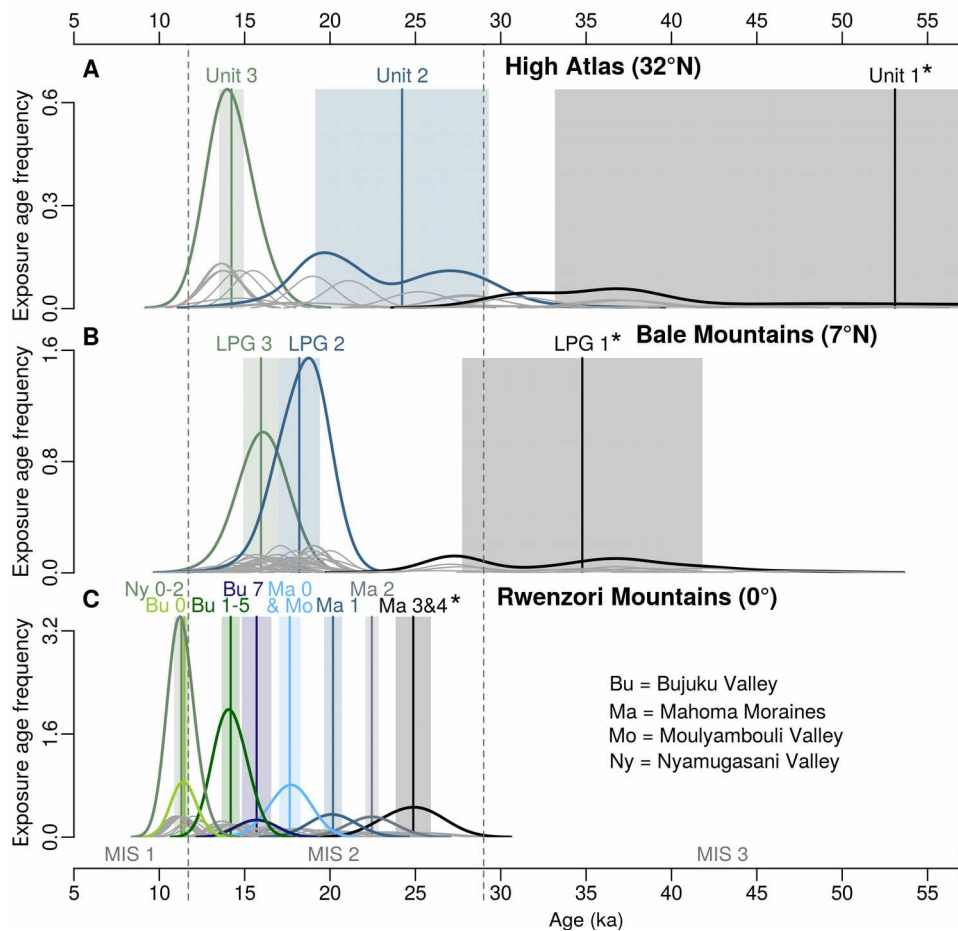 5 10 15 20 25 30 35 40 45 50 55
A High Atlas (32°N)
Unit 3 Unit 2 Unit 1*
Exposure age frequency
0.6
0.3
0.0
B Bale Mountains (7°N)
LPG 3 LPG 2 LPG 1*
Exposure age frequency
1.6
0.8
0.0
C Rwenzori Mountains (0°)
Ny 0-2 Bu 7 Ma 0 Ma 2
Bu 0 Bu 1-5 & Mo Ma 1 Ma 3&4*
Exposure age frequency
3.2
1.6
0.0
Bu = Bujuku Valley
Ma = Mahoma Moraines
Mo = Moulyambouli Valley
Ny = Nyamugasani Valley
MIS 1 MIS 2 MIS 3
5 10 15 20 25 30 35 40 45 50 55
Age (ka)